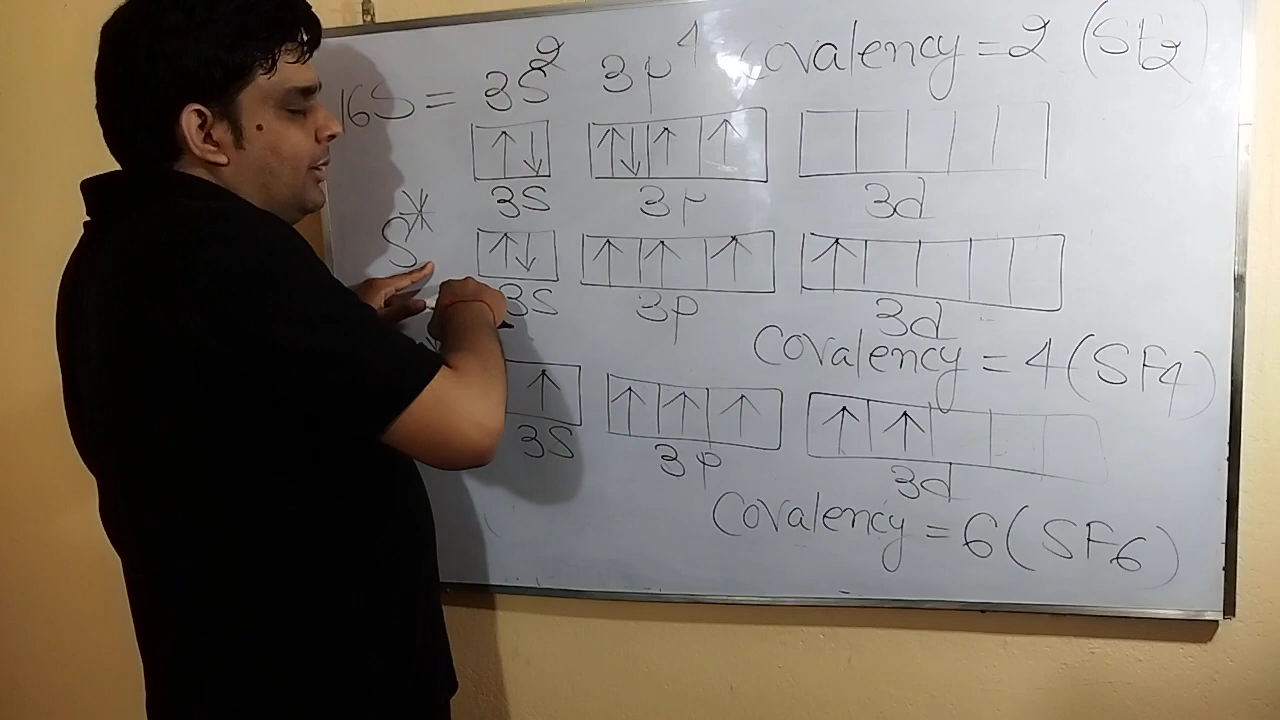 16S = 3S² 3p⁴ Covalency = 2 (SF2)
↑↓ ↑↓ ↑ ↑
3S 3p 3d
S*
↑↓ ↑ ↑ ↑ ↑
3S 3p 3d
Covalency = 4 (SF4)
↑ ↑ ↑ ↑ ↑ ↑
3S 3p 3d
Covalency = 6 (SF6)